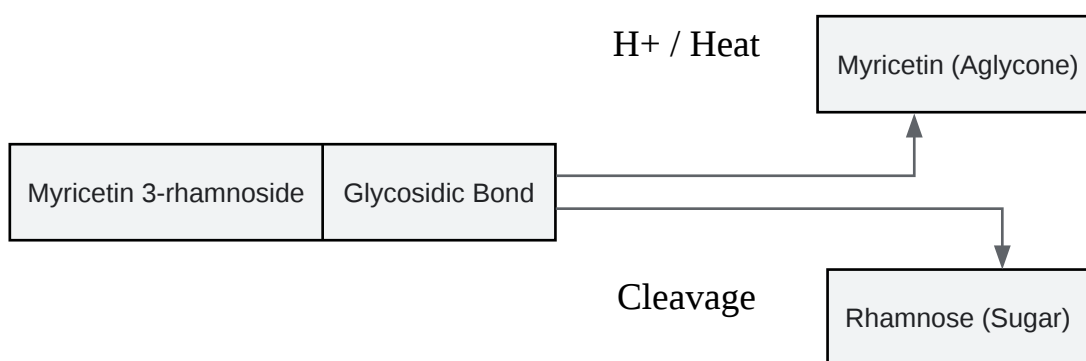 H+ / Heat
Myricetin (Aglycone)
Myricetin 3-rhamnoside
Glycosidic Bond
Cleavage
Rhamnose (Sugar)